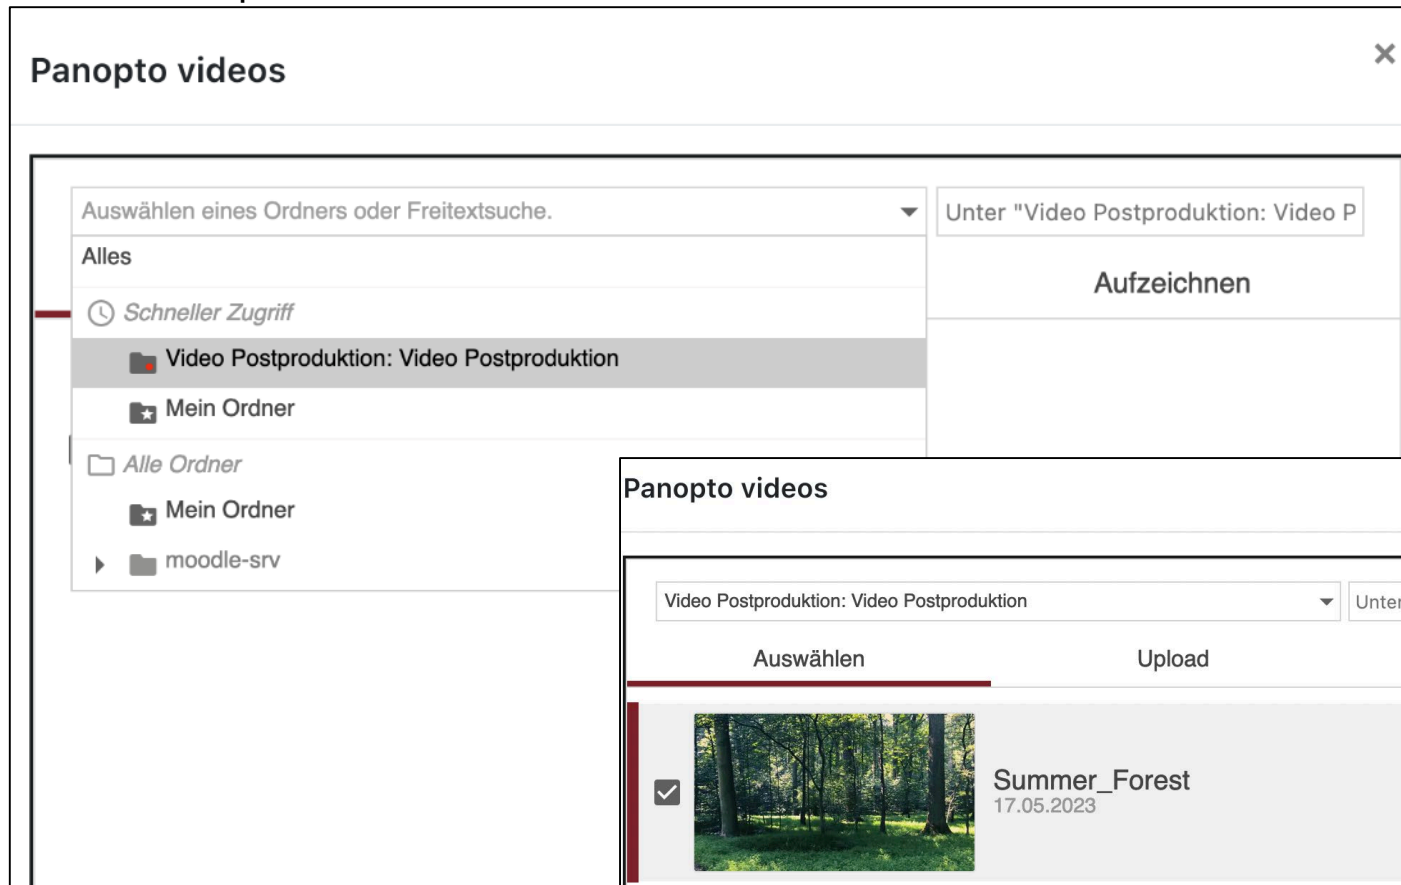 Panopto videos
Auswählen eines Ordners oder Freitextsuche.
Unter "Video Postproduktion: Video P
Alles
Aufzeichnen
Schneller Zugriff
Video Postproduktion: Video Postproduktion
Mein Ordner
Alle Ordner
Mein Ordner
moodle-srv
Panopto videos
Video Postproduktion: Video Postproduktion
Unter
Auswählen
Upload
Summer_Forest
17.05.2023